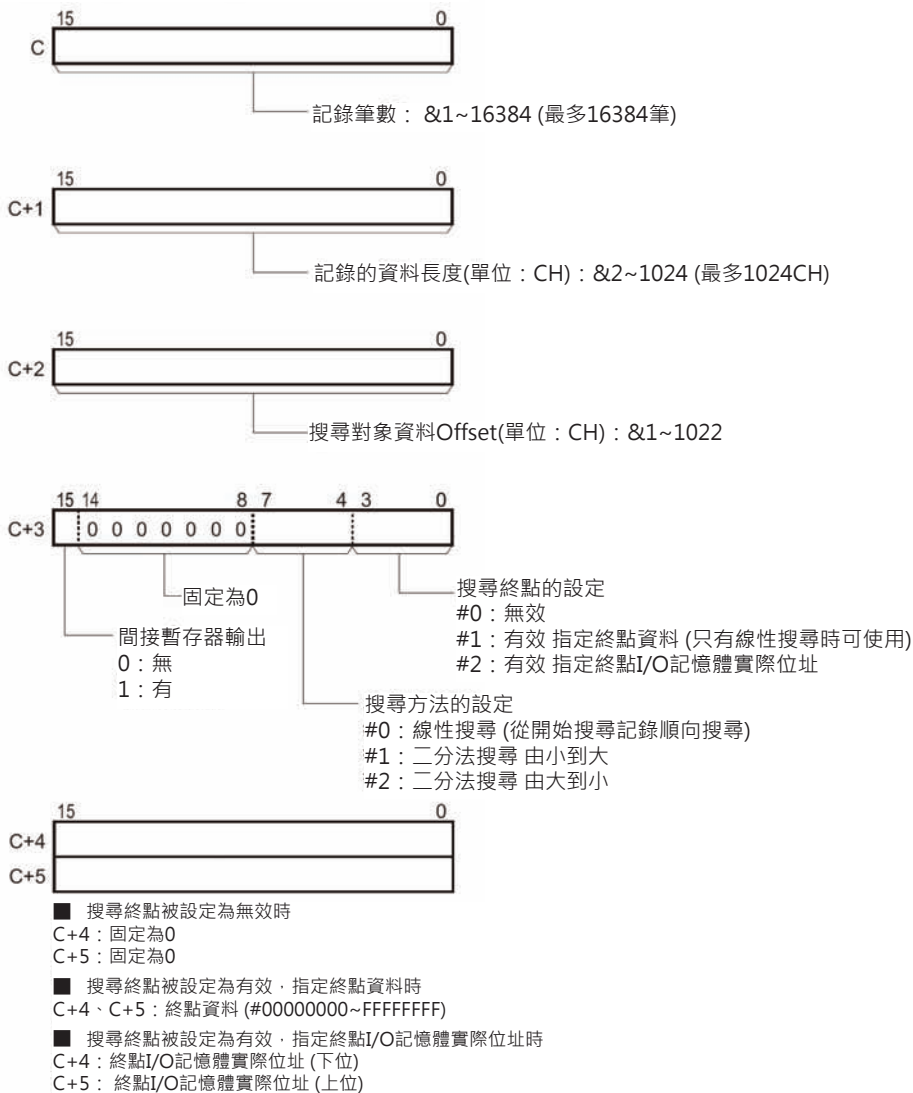 15 0
C
記錄筆數： &1~16384 (最多16384筆)
15 0
C+1
記錄的資料長度(單位：CH)：&2~1024 (最多1024CH)
15 0
C+2
搜尋對象資料Offset(單位：CH)：&1~1022
15 14 8 7 4 3 0
C+3 0 0 0 0 0 0 0
固定為0
間接暫存器輸出
0：無
1：有
搜尋終點的設定
#0：無效
#1：有效 指定終點資料 (只有線性搜尋時可使用)
#2：有效 指定終點I/O記憶體實際位址
搜尋方法的設定
#0：線性搜尋 (從開始搜尋記錄順向搜尋)
#1：二分法搜尋 由小到大
#2：二分法搜尋 由大到小
15 0
C+4
C+5
■ 搜尋終點被設定為無效時
C+4：固定為0
C+5：固定為0
■ 搜尋終點被設定為有效，指定終點資料時
C+4、C+5：終點資料 (#00000000~FFFFFFFF)
■ 搜尋終點被設定為有效，指定終點I/O記憶體實際位址時
C+4：終點I/O記憶體實際位址 (下位)
C+5： 終點I/O記憶體實際位址 (上位)